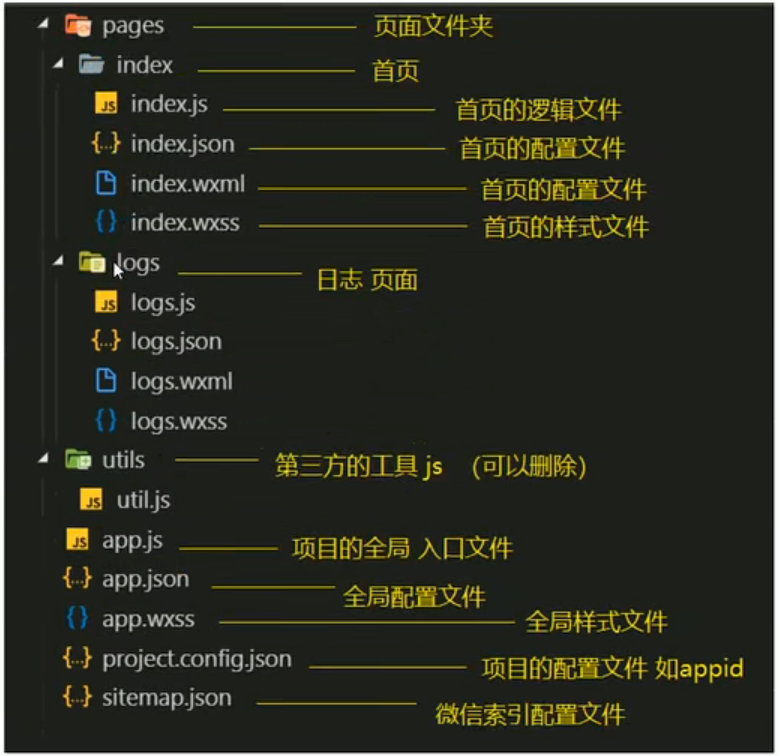 pages 页面文件夹
index 首页
JS index.js 首页的逻辑文件
{..} index.json 首页的配置文件
index.wxml 首页的配置文件
{} index.wxss 首页的样式文件
logs 日志 页面
JS logs.js
{..} logs.json
logs.wxml
{} logs.wxss
utils 第三方的工具 js (可以删除)
JS util.js
JS app.js 项目的全局 入口文件
{..} app.json 全局配置文件
{} app.wxss 全局样式文件
{..} project.config.json 项目的配置文件 如appid
{..} sitemap.json 微信索引配置文件